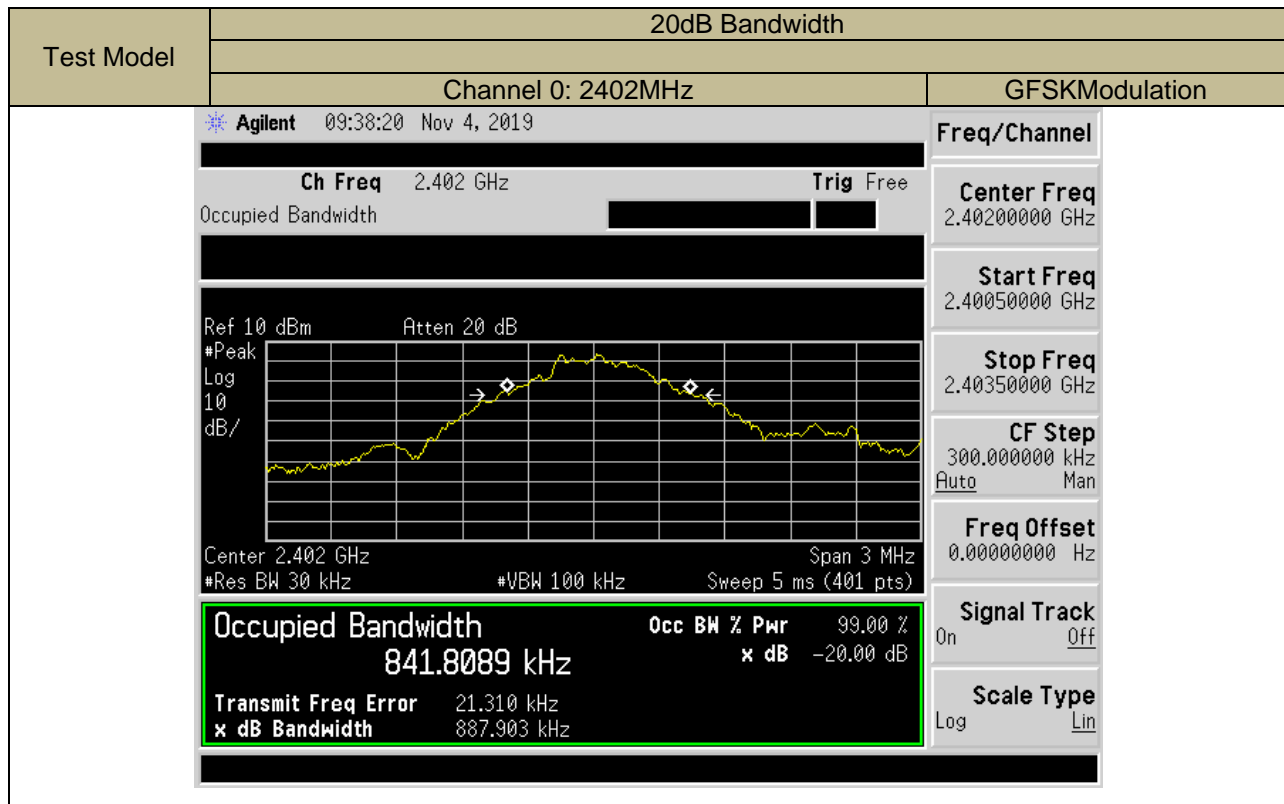 Test Model
20dB Bandwidth
Channel 0: 2402MHz
GFSKModulation
Agilent 09:38:20 Nov 4, 2019
Ch Freq 2.402 GHz Trig Free
Occupied Bandwidth
Ref 10 dBm Atten 20 dB
#Peak
Log
10
dB/
Center 2.402 GHz Span 3 MHz
#Res BW 30 kHz #VBW 100 kHz Sweep 5 ms (401 pts)
Occupied Bandwidth
841.8089 kHz
Occ BW % Pwr 99.00 %
x dB -20.00 dB
Transmit Freq Error 21.310 kHz
x dB Bandwidth 887.903 kHz
Freq/Channel
Center Freq
2.40200000 GHz
Start Freq
2.40050000 GHz
Stop Freq
2.40350000 GHz
CF Step
300.000000 kHz
Auto Man
Freq Offset
0.00000000 Hz
Signal Track
On Off
Scale Type
Log Lin